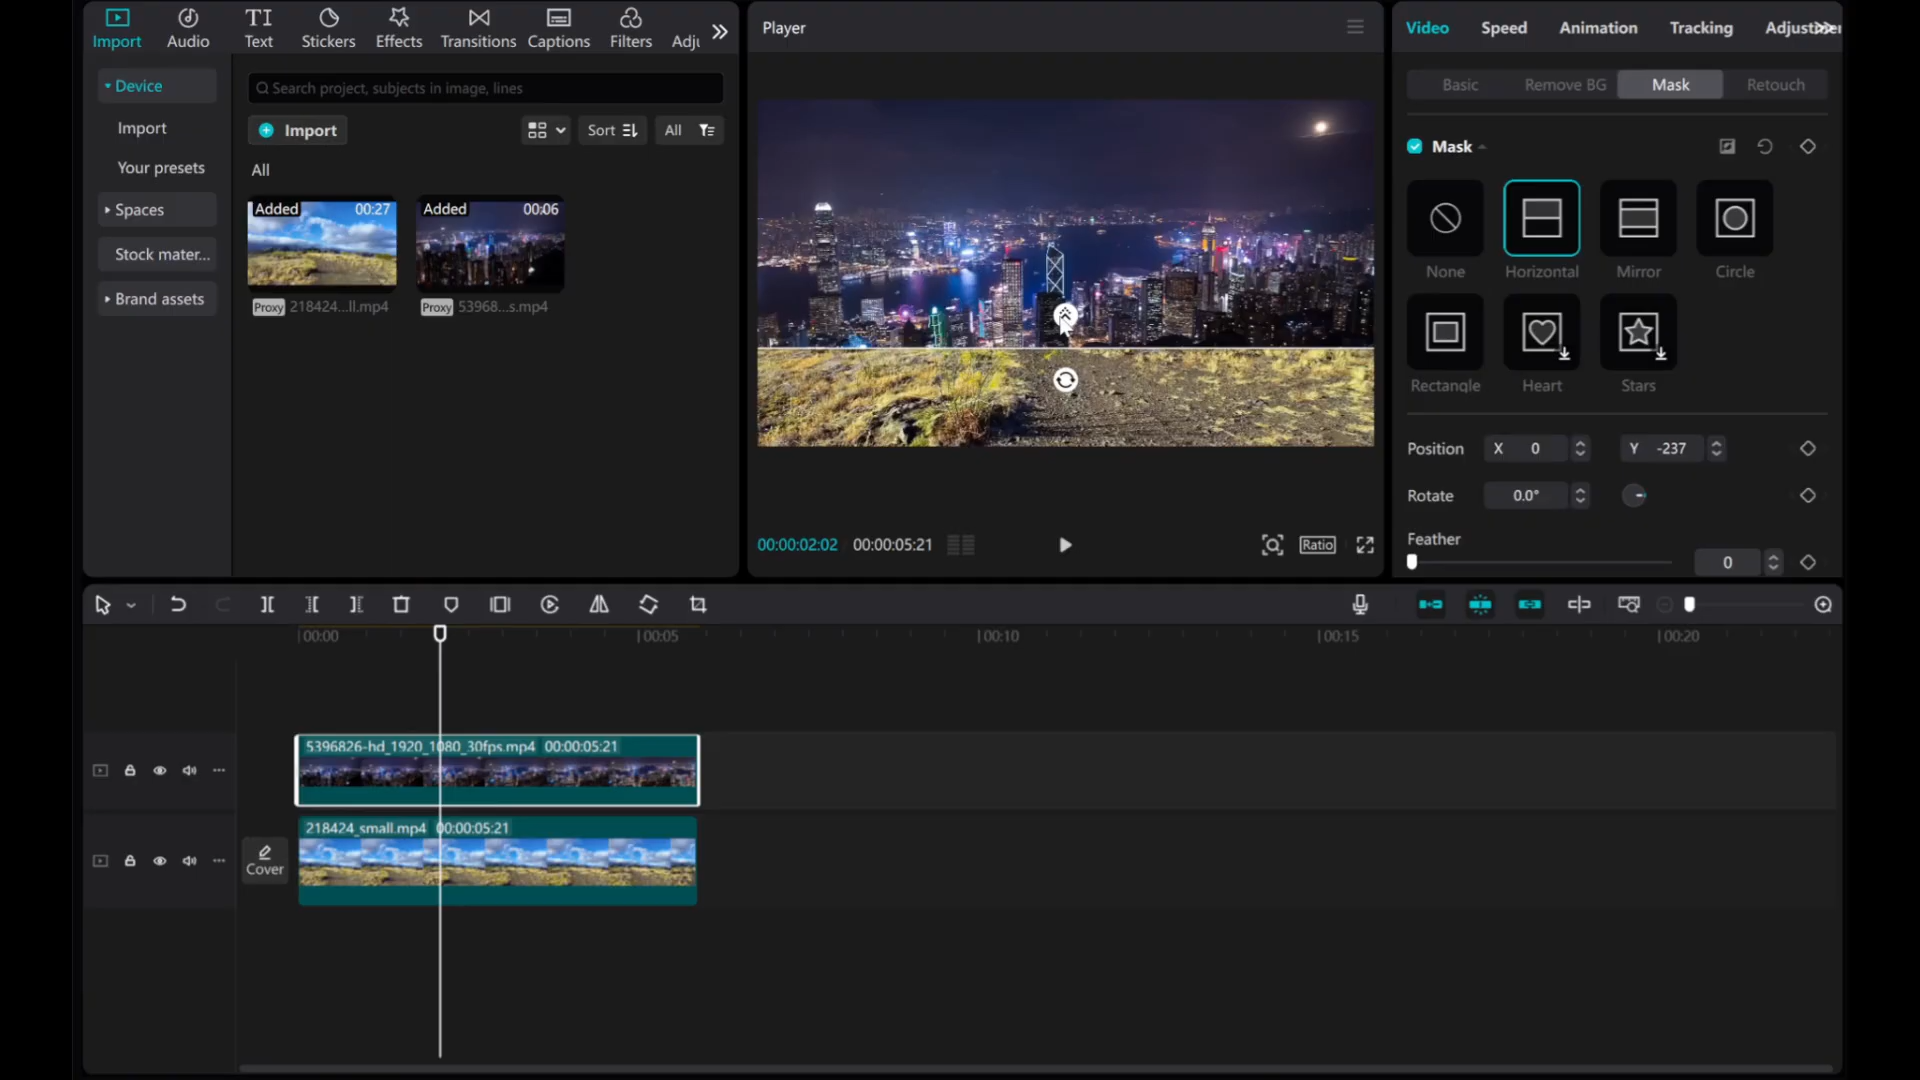 Import
Audio
Text
Stickers
Effects
Transitions
Captions
Filters
Device
Import
Your presets
Spaces
Stock mater...
Brand assets
Search project, subjects in image, lines
Import
Sort
All
All
Added 00:27
Added 00:06
Proxy 218424...ll.mp4
Proxy 53968...s.mp4
Player
00:00:02:02 00:00:05:21
Ratio
Video
Speed
Animation
Tracking
Basic
Remove BG
Mask
Retouch
Mask
None
Horizontal
Mirror
Circle
Rectangle
Heart
Stars
Position X 0 Y -237
Rotate 0.0°
Feather
0
00:00
00:05
00:10
00:15
00:20
5396826-hd_1920_1080_30fps.mp4 00:00:05:21
218424_small.mp4 00:00:05:21
Cover